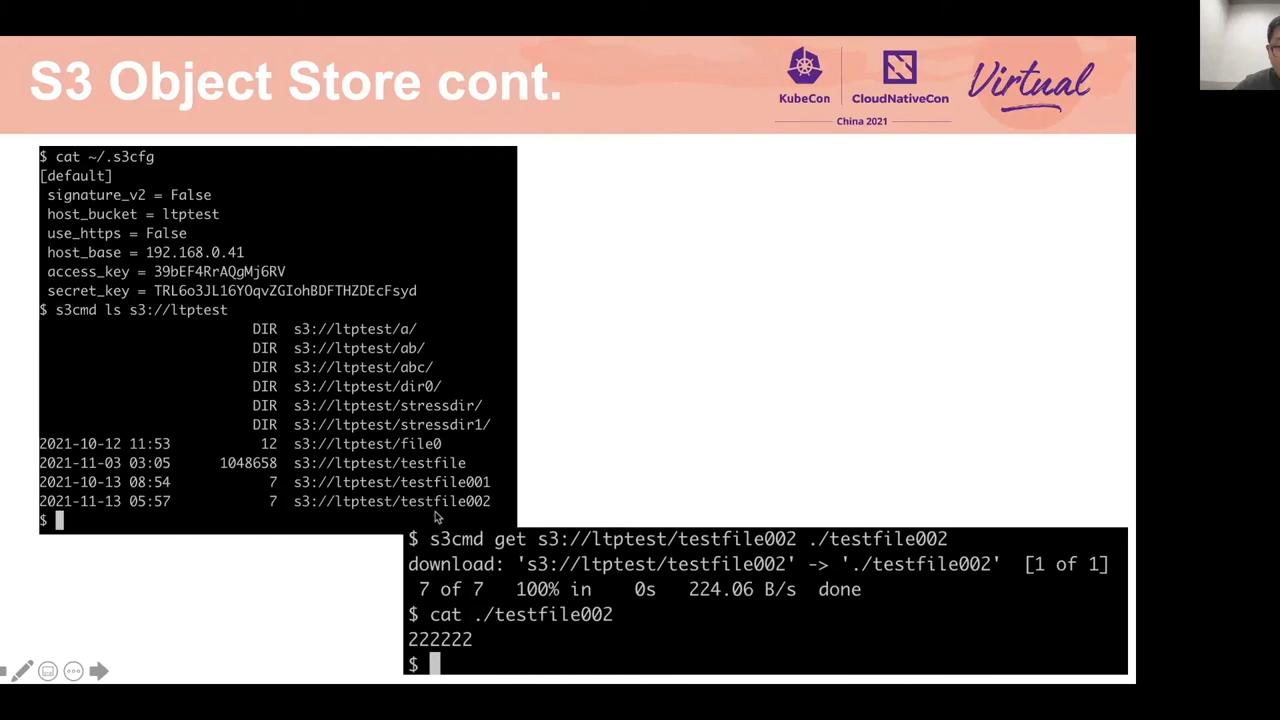 S3 Object Store cont.
KubeCon
CloudNativeCon
China 2021
Virtual
$ cat ~/.s3cfg
[default]
signature_v2 = False
host_bucket = ltptest
use_https = False
host_base = 192.168.0.41
access_key = 39bEF4RrAQgMj6RV
secret_key = TRL6o3JL16YOqvZGIohBDFTHZDEcFsyd
$ s3cmd ls s3://ltptest
DIR s3://ltptest/a/
DIR s3://ltptest/ab/
DIR s3://ltptest/abc/
DIR s3://ltptest/dir0/
DIR s3://ltptest/stressdir/
DIR s3://ltptest/stressdir1/
2021-10-12 11:53 12 s3://ltptest/file0
2021-11-03 03:05 1048658 s3://ltptest/testfile
2021-10-13 08:54 7 s3://ltptest/testfile001
2021-11-13 05:57 7 s3://ltptest/testfile002
$
$ s3cmd get s3://ltptest/testfile002 ./testfile002
download: 's3://ltptest/testfile002' -> './testfile002' [1 of 1]
7 of 7 100% in 0s 224.06 B/s done
$ cat ./testfile002
222222
$